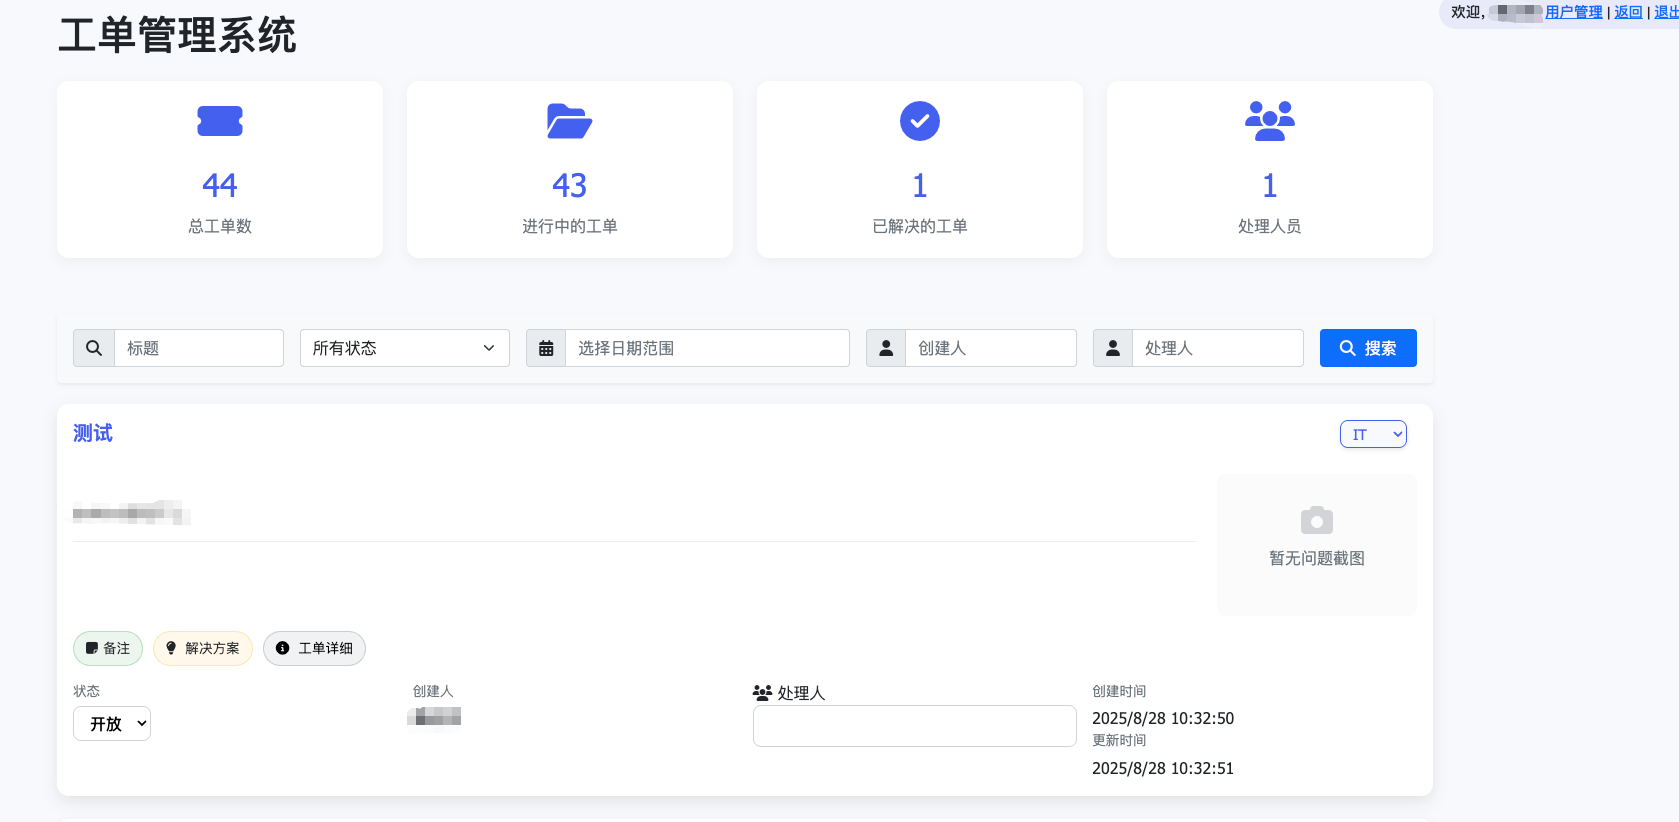 工单管理系统
欢迎, 用户管理 | 返回 | 退出
44
总工单数
43
进行中的工单
1
已解决的工单
1
处理人员
标题
所有状态
选择日期范围
创建人
处理人
搜索
测试
IT
暂无问题截图
备注
解决方案
工单详细
状态
开放
创建人
处理人
创建时间
2025/8/28 10:32:50
更新时间
2025/8/28 10:32:51